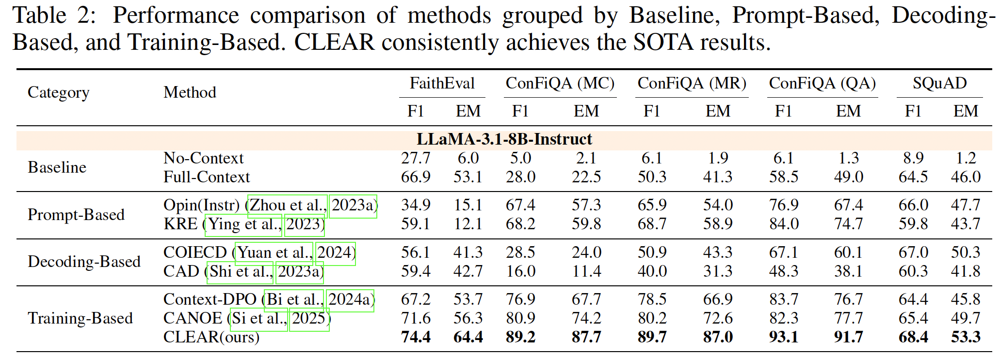 Table 2: Performance comparison of methods grouped by Baseline, Prompt-Based, Decoding-
Based, and Training-Based. CLEAR consistently achieves the SOTA results.
Category Method FaithEval ConFiQA (MC) ConFiQA (MR) ConFiQA (QA) SQuAD
F1 EM F1 EM F1 EM F1 EM F1 EM
LLaMA-3.1-8B-Instruct
Baseline
No-Context 27.7 6.0 5.0 2.1 6.1 1.9 6.1 1.3 8.9 1.2
Full-Context 66.9 53.1 28.0 22.5 50.3 41.3 58.5 49.0 64.5 46.0
Prompt-Based
Opin(Instr) (Zhou et al., 2023a) 34.9 15.1 67.4 57.3 65.9 54.0 76.9 67.4 66.0 47.7
KRE (Ying et al., 2023) 59.1 12.1 68.2 59.8 68.7 58.9 84.0 74.7 59.8 43.7
Decoding-Based
COIECD (Yuan et al., 2024) 56.1 41.3 28.5 24.0 50.9 43.3 67.1 60.1 67.0 50.3
CAD (Shi et al., 2023a) 59.4 42.7 16.0 11.4 40.0 31.3 48.3 38.1 60.3 41.8
Training-Based
Context-DPO (Bi et al., 2024a) 67.2 53.7 76.9 67.7 78.5 66.9 83.7 76.7 64.4 45.8
CANOE (Si et al., 2025) 71.6 56.3 80.9 74.2 80.2 72.6 82.3 77.7 65.4 49.7
CLEAR(ours) 74.4 64.4 89.2 87.7 89.7 87.0 93.1 91.7 68.4 53.3